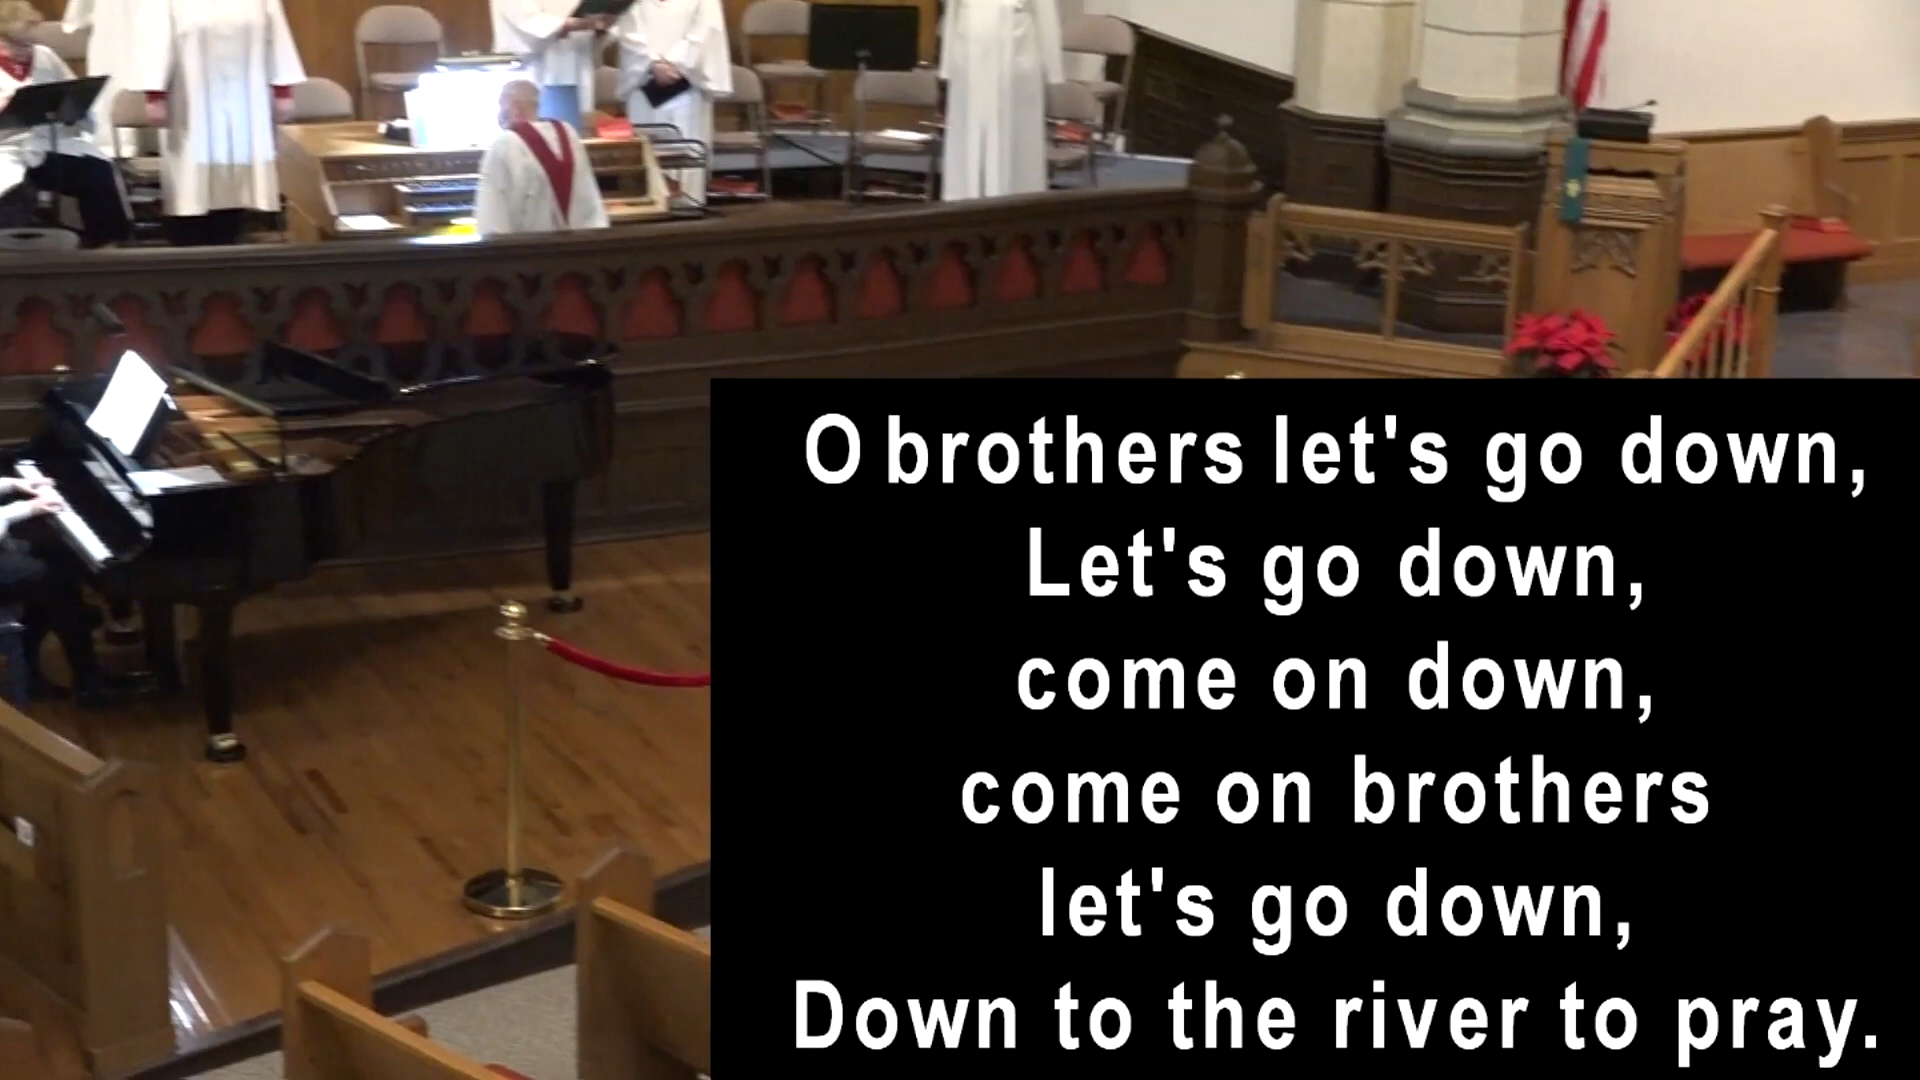 O brothers let's go down,
Let's go down,
come on down,
come on brothers
let's go down,
Down to the river to pray.